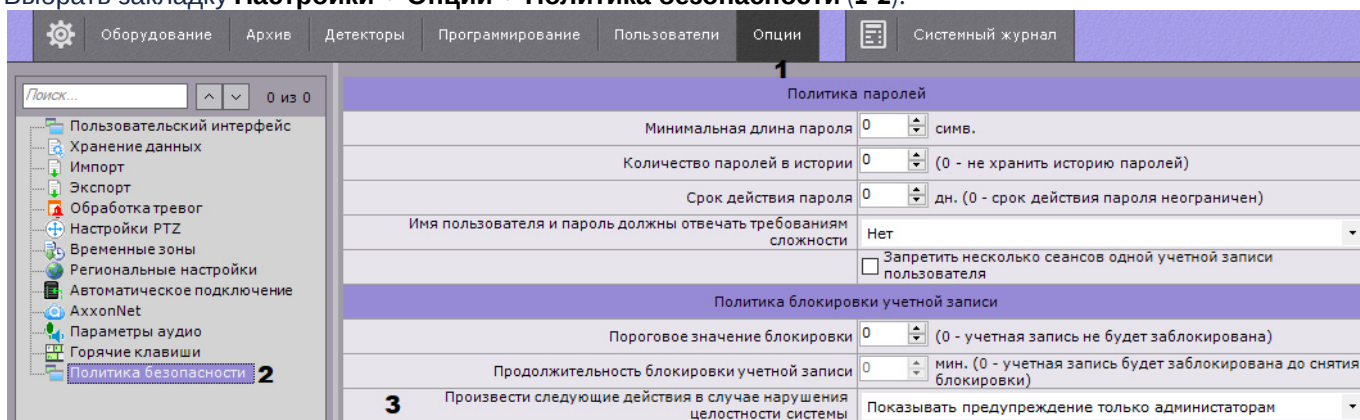 Выбрать закладку Настройки → Опции → Политика безопасности (1-2).
Оборудование Архив Детекторы Программирование Пользователи Опции Системный журнал
1
Поиск... 0 из 0
Пользовательский интерфейс
Хранение данных
Импорт
Экспорт
Обработка тревог
Настройки PTZ
Временные зоны
Региональные настройки
Автоматическое подключение
AxxonNet
Параметры аудио
Горячие клавиши
Политика безопасности 2
Политика паролей
Минимальная длина пароля 0 симв.
Количество паролей в истории 0 (0 - не хранить историю паролей)
Срок действия пароля 0 дн. (0 - срок действия пароля неограничен)
Имя пользователя и пароль должны отвечать требованиям
сложности
Нет
Запретить несколько сеансов одной учетной записи
пользователя
Политика блокировки учетной записи
Пороговое значение блокировки 0 (0 - учетная запись не будет заблокирована)
Продолжительность блокировки учетной записи 0 мин. (0 - учетная запись будет заблокирована до снятия
блокировки)
3 Произвести следующие действия в случае нарушения
целостности системы
Показывать предупреждение только администаторам